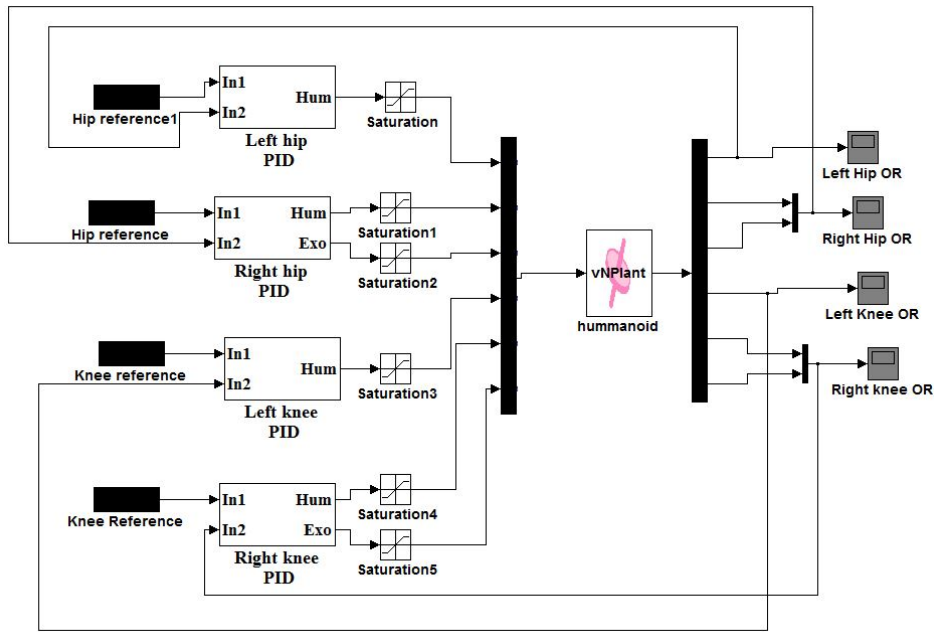 In1
In2
Hum
Hip reference1
Left hip
PID
Saturation
Left Hip OR
In1
In2
Hum
Exo
Hip reference
Right hip
PID
Saturation1
Saturation2
Right Hip OR
vNPlant
hummanoid
Left Knee OR
In1
In2
Hum
Knee reference
Left knee
PID
Saturation3
Right knee OR
In1
In2
Hum
Exo
Knee Reference
Right knee
PID
Saturation4
Saturation5